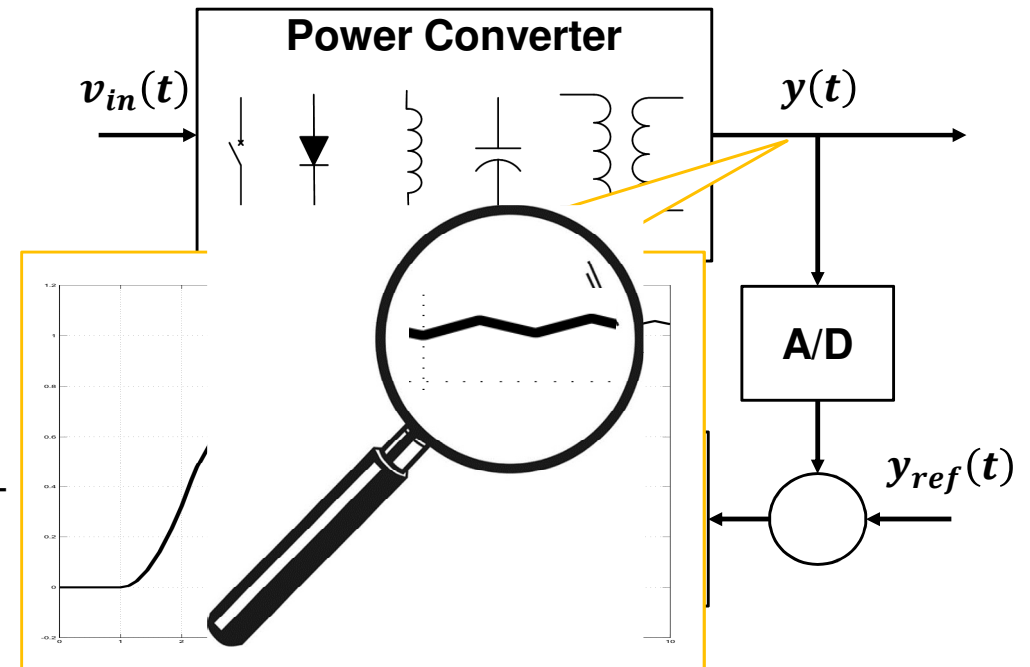 Power Converter
v_in(t)
y(t)
A/D
y_ref(t)
1.2
1
0.8
0.6
0.4
0.2
0
-0.2
0 1 2 10